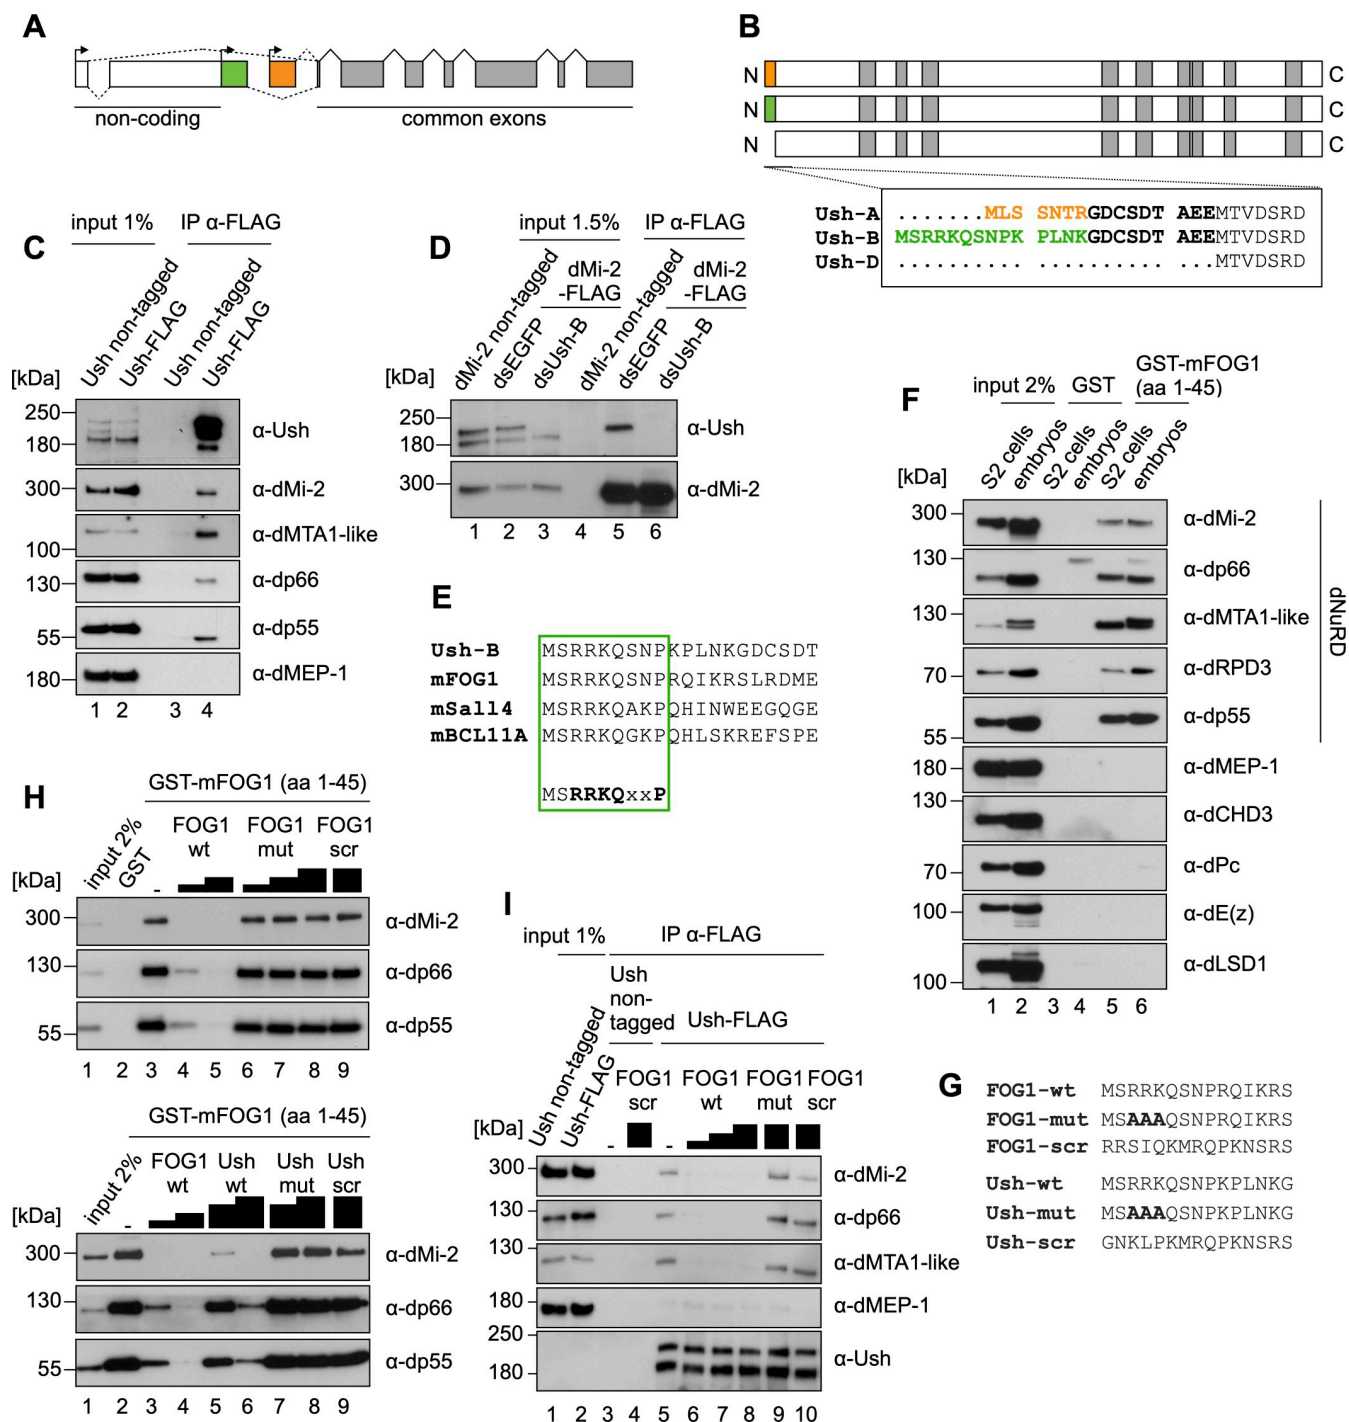 A
non-coding
common exons
B
N C
N C
N C
Ush-A .......MLS SNTRGDCSDT AEEMTVDSRD
Ush-B MSRRKQSNPK PLNKGDCSDT AEEMTVDSRD
Ush-D .......... .......... ...MTVDSRD
C
input 1% IP α-FLAG
Ush non-tagged
Ush-FLAG
Ush non-tagged
Ush-FLAG
[kDa]
250
180
α-Ush
300
α-dMi-2
100
α-dMTA1-like
130
α-dp66
55
α-dp55
180
α-dMEP-1
1 2 3 4
D
input 1.5% IP α-FLAG
dMi-2 -FLAG
dMi-2 -FLAG
dMi-2 non-tagged
dsEGFP
dsUsh-B
dMi-2 non-tagged
dsEGFP
dsUsh-B
[kDa]
250
180
α-Ush
300
α-dMi-2
1 2 3 4 5 6
E
Ush-B MSRRKQSNPKPLNKGDCSDT
mFOG1 MSRRKQSNPRQIKRSLRDME
mSall4 MSRRKQAKPQHINWEEGQGE
mBCL11A MSRRKQGKPQHLSKREFSPE
MSRRKQxxP
F
input 2% GST GST-mFOG1 (aa 1-45)
S2 cells
embryos
S2 cells
embryos
S2 cells
embryos
[kDa]
300
α-dMi-2
130
α-dp66
130
α-dMTA1-like
70
α-dRPD3
55
α-dp55
dNuRD
180
α-dMEP-1
130
α-dCHD3
70
α-dPc
100
α-dE(z)
100
α-dLSD1
1 2 3 4 5 6
G
FOG1-wt MSRRKQSNPRQIKRS
FOG1-mut MSAAAQSNPRQIKRS
FOG1-scr RRSIQKMRQPKNSRS
Ush-wt MSRRKQSNPKPLNKG
Ush-mut MSAAAQSNPKPLNKG
Ush-scr GNKLPKMRQPKNSRS
H
GST-mFOG1 (aa 1-45)
input 2%
GST
-
FOG1 wt
FOG1 mut
FOG1 scr
[kDa]
300
α-dMi-2
130
α-dp66
55
α-dp55
1 2 3 4 5 6 7 8 9
GST-mFOG1 (aa 1-45)
input 2%
-
FOG1 wt
Ush wt
Ush mut
Ush scr
[kDa]
300
α-dMi-2
130
α-dp66
55
α-dp55
1 2 3 4 5 6 7 8 9
I
input 1% IP α-FLAG
Ush non-tagged
Ush-FLAG
Ush non-tagged
Ush-FLAG
FOG1 scr
FOG1 wt
FOG1 mut
FOG1 scr
- -
[kDa]
300
α-dMi-2
130
α-dp66
130
α-dMTA1-like
180
α-dMEP-1
250
180
α-Ush
1 2 3 4 5 6 7 8 9 10